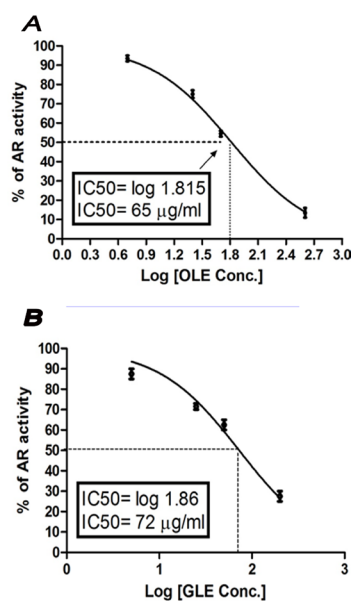 A
% of AR activity
100
90
80
70
60
50
40
30
20
10
0
IC50= log 1.815
IC50= 65 µg/ml
0.0 0.3 0.6 0.9 1.2 1.5 1.8 2.1 2.4 2.7 3.0
Log [OLE Conc.]
B
% of AR activity
100
90
80
70
60
50
40
30
20
10
0
IC50= log 1.86
IC50= 72 µg/ml
0 1 2 3
Log [GLE Conc.]